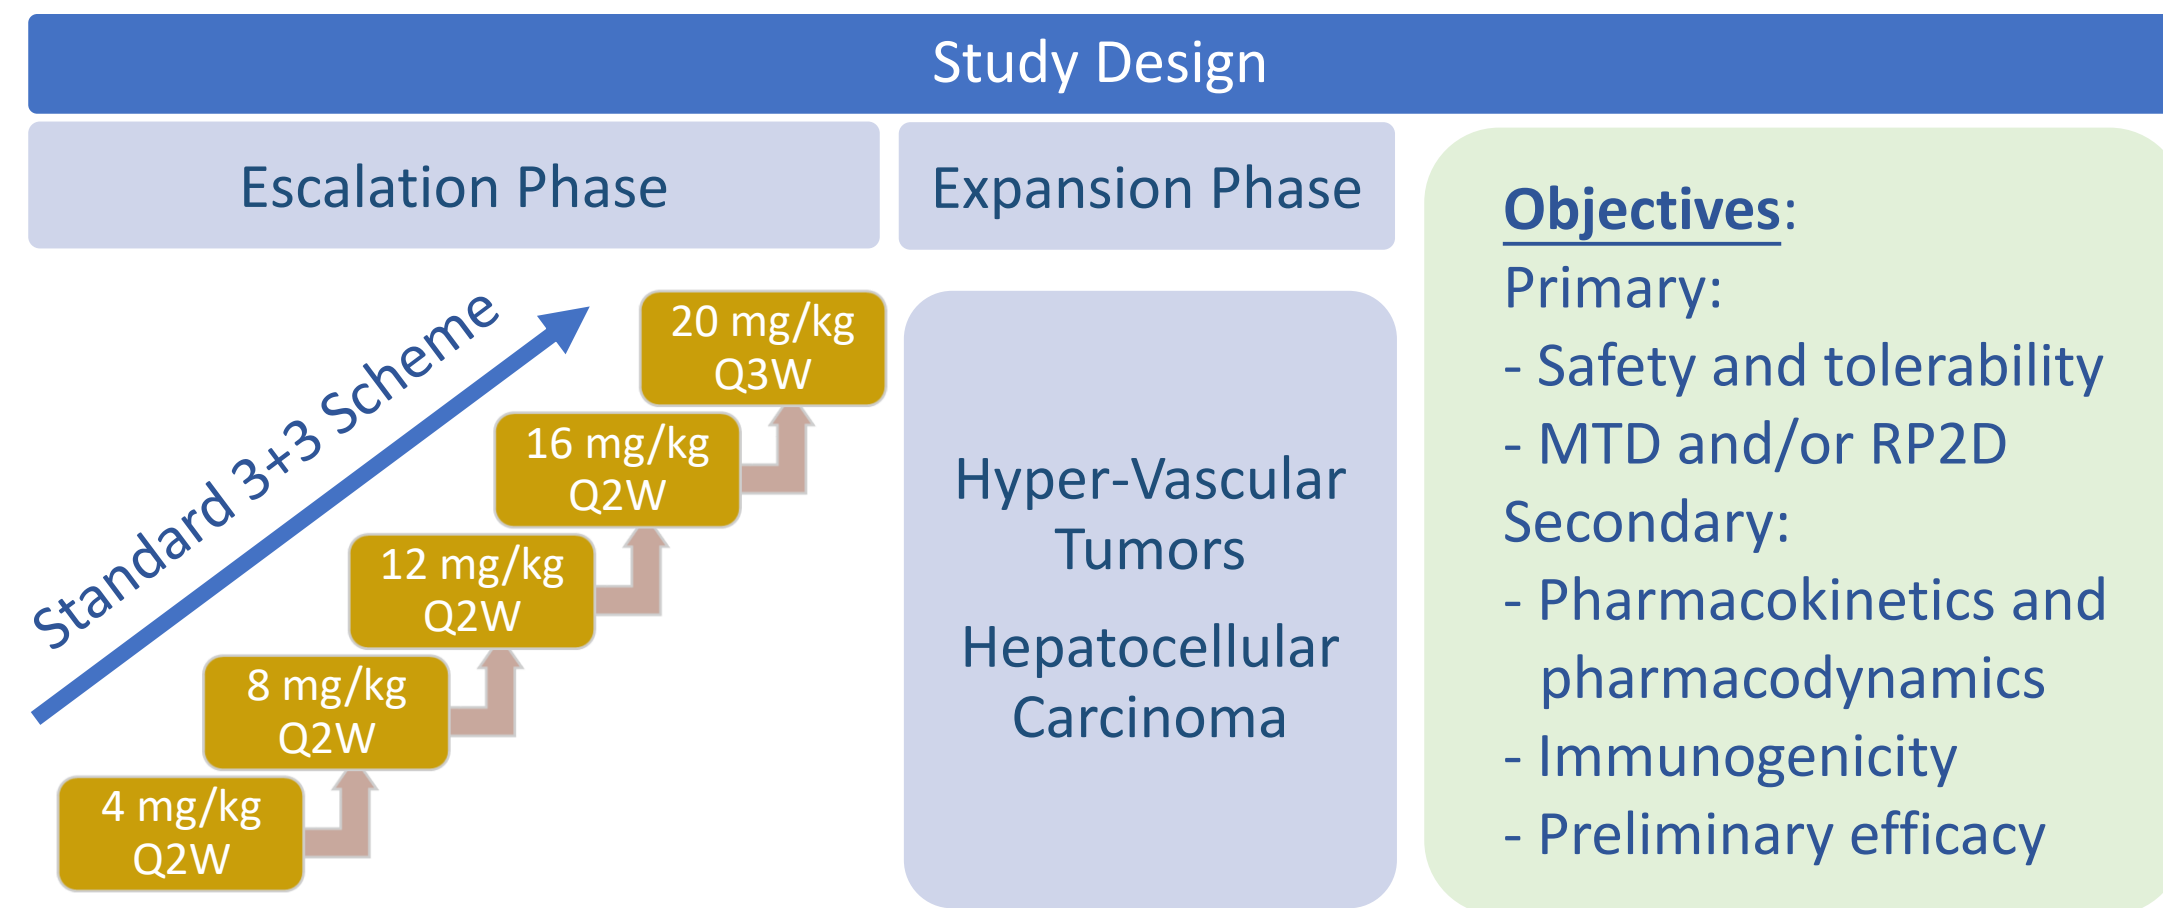 Study Design
Escalation Phase
Standard 3+3 Scheme
20 mg/kg
Q3W
16 mg/kg
Q2W
12 mg/kg
Q2W
8 mg/kg
Q2W
4 mg/kg
Q2W
Expansion Phase
Hyper-Vascular
Tumors
Hepatocellular
Carcinoma
Objectives:
Primary:
- Safety and tolerability
- MTD and/or RP2D
Secondary:
- Pharmacokinetics and
pharmacodynamics
- Immunogenicity
- Preliminary efficacy